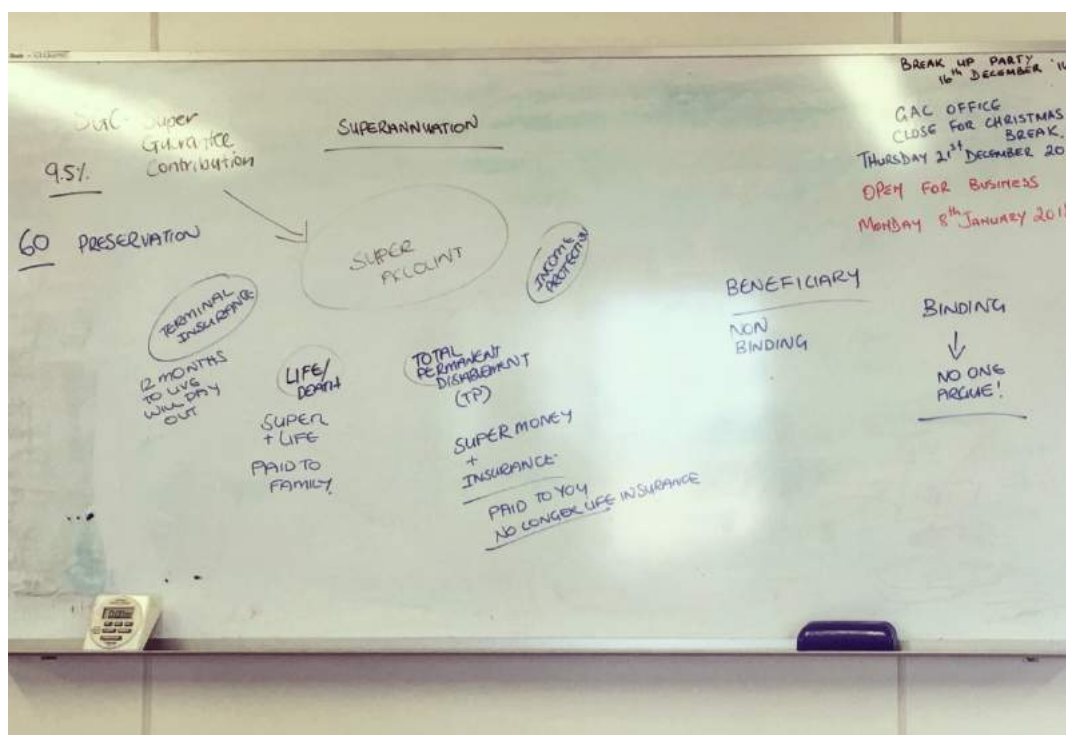 SGC - Super
Guarantee
Contribution
9.5%
60 PRESERVATION
SUPERANNUATION
SUPER
ACCOUNT
INCOME
PROTECTION
TERMINAL
INSURANCE
12 MONTHS
TO LIVE
WILL PAY
OUT
LIFE/
DEATH
SUPER
+ LIFE
PAID TO
FAMILY
TOTAL
PERMANENT
DISABLEMENT
(TP)
SUPER MONEY
+
INSURANCE
PAID TO YOU
NO LONGER LIFE INSURANCE
BENEFICIARY
NON
BINDING
BINDING
NO ONE
ARGUE!
BREAK UP PARTY
16th DECEMBER
GAC OFFICE
CLOSE FOR CHRISTMAS
BREAK
THURSDAY 21st DECEMBER 20
OPEN FOR BUSINESS
MONDAY 8th JANUARY 201